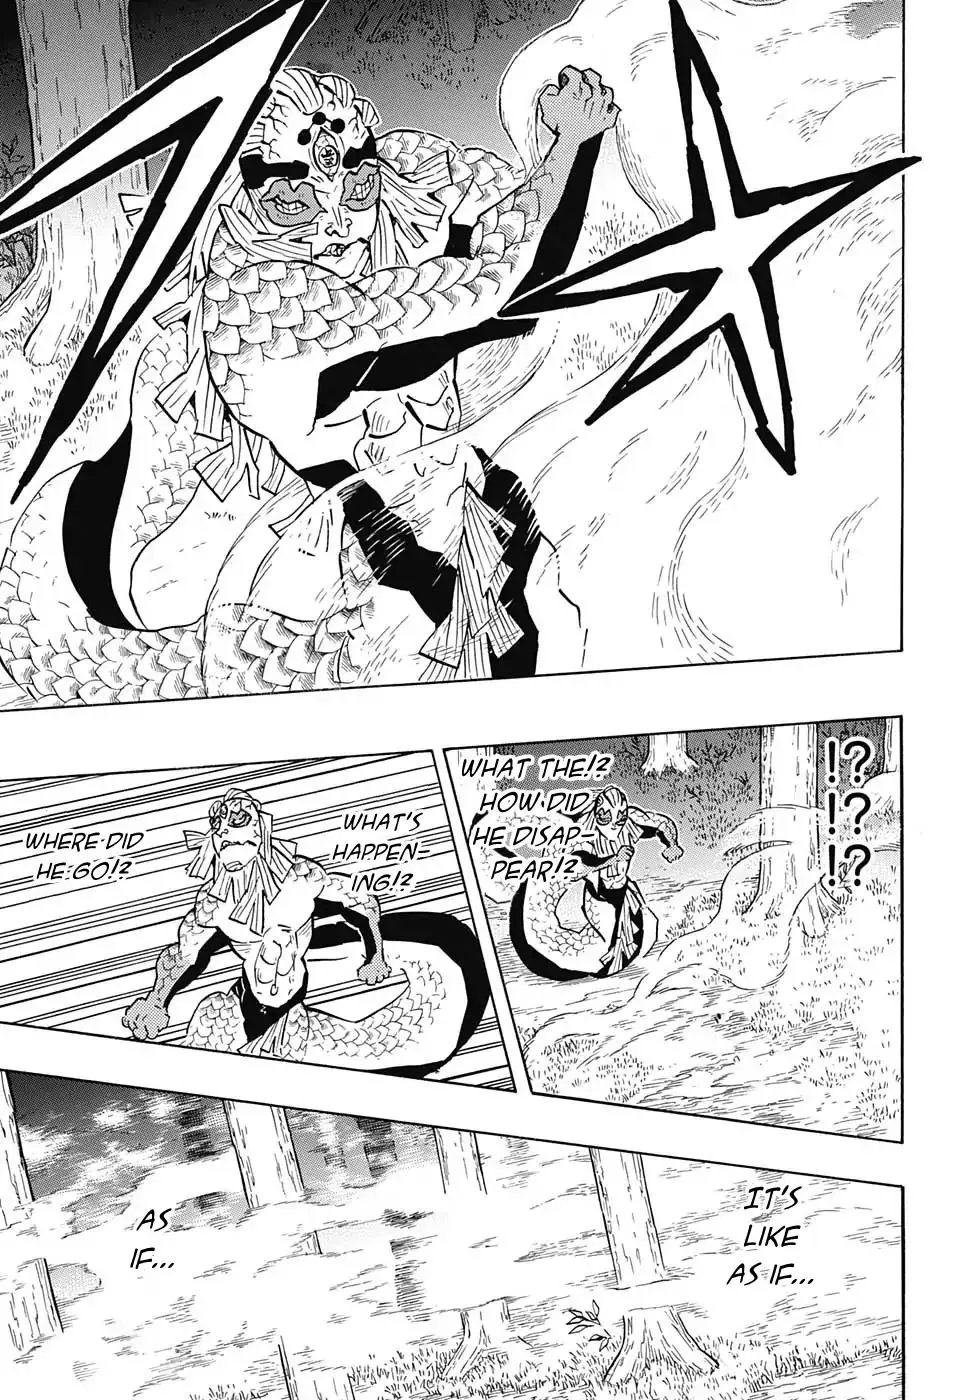 !?
!?
!?
WHAT THE!?
HOW DID
HE DISAP-
PEAR!?
WHAT'S
HAPPEN-
ING!?
WHERE DID
HE GO!?
IT'S
LIKE
AS IF...
AS
IF...